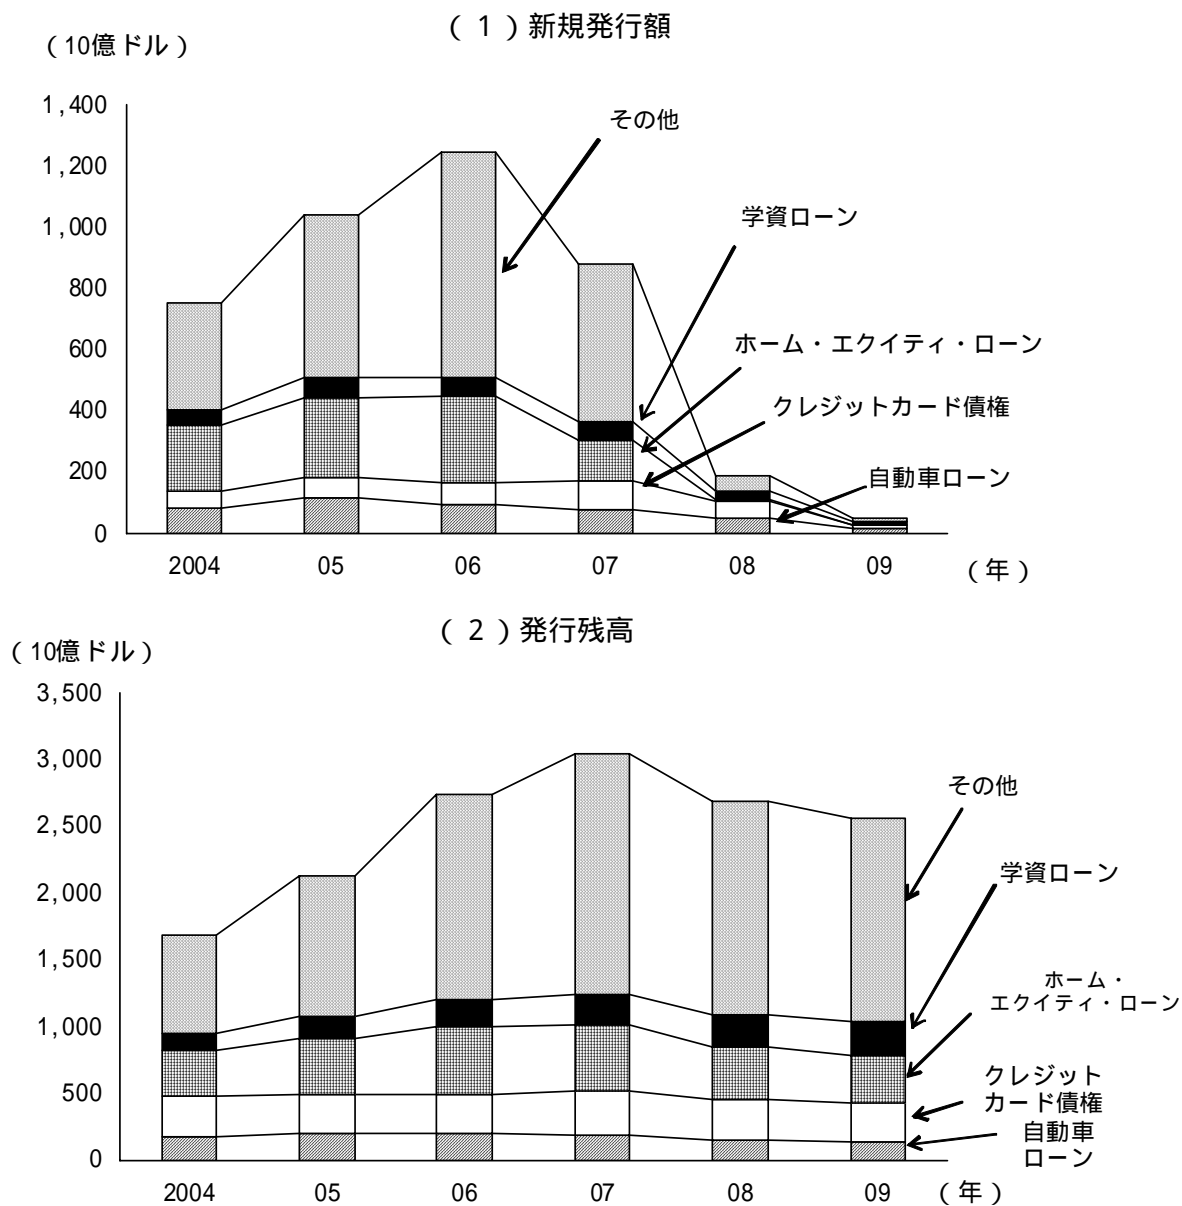 (1)新規発行額
(10億ドル)
1,400
1,200
1,000
800
600
400
200
0
その他
学資ローン
ホーム・エクイティ・ローン
クレジットカード債権
自動車ローン
2004 05 06 07 08 09 (年)
(2)発行残高
(10億ドル)
3,500
3,000
2,500
2,000
1,500
1,000
500
0
その他
学資ローン
ホーム・
エクイティ・ローン
クレジット
カード債権
自動車
ローン
2004 05 06 07 08 09 (年)